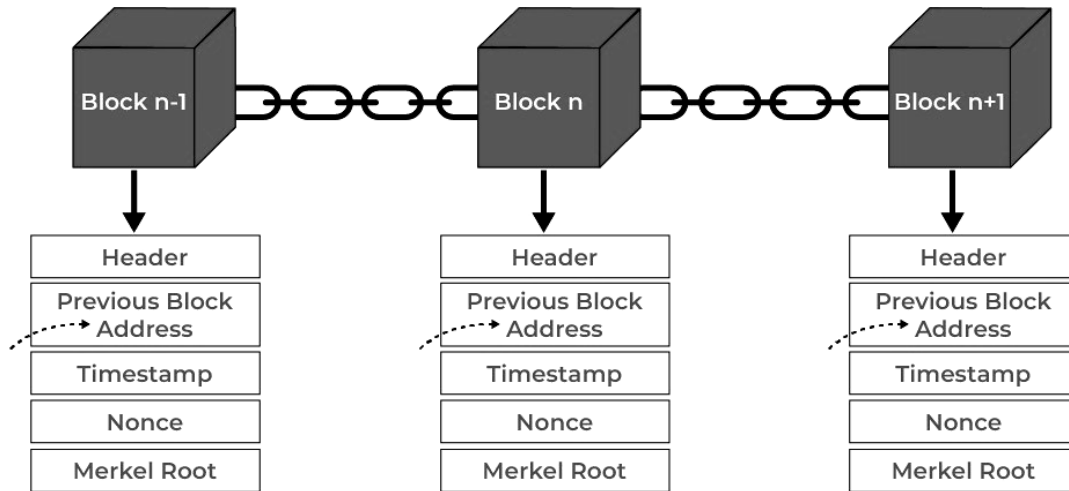 Block n-1
Block n
Block n+1
Header
Previous Block
Address
Timestamp
Nonce
Merkel Root
Header
Previous Block
Address
Timestamp
Nonce
Merkel Root
Header
Previous Block
Address
Timestamp
Nonce
Merkel Root